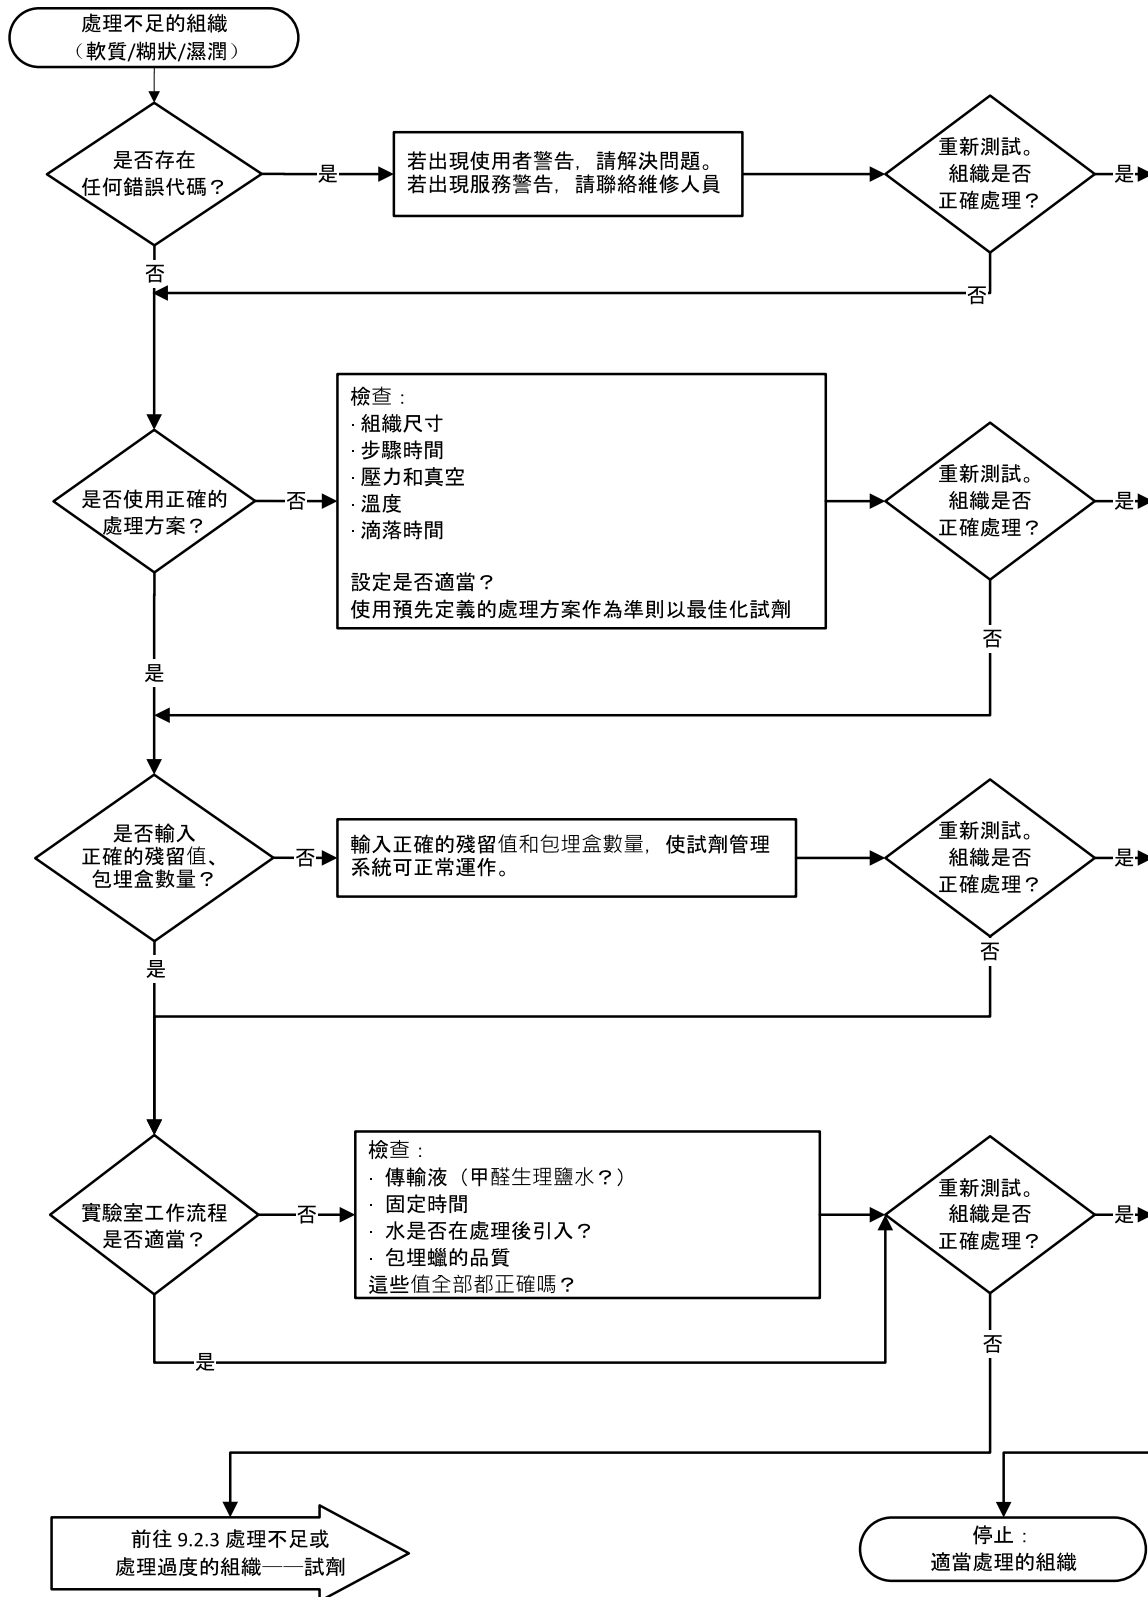 處理不足的組織
（軟質/糊狀/濕潤）
是否存在
任何錯誤代碼？
是
若出現使用者警告，請解決問題。
若出現服務警告，請聯絡維修人員
重新測試。
組織是否
正確處理？
是
否
否
是否使用正確的
處理方案？
否
檢查：
· 組織尺寸
· 步驟時間
· 壓力和真空
· 溫度
· 滴落時間
設定是否適當？
使用預先定義的處理方案作為準則以最佳化試劑
重新測試。
組織是否
正確處理？
是
否
是
是否輸入
正確的殘留值、
包埋盒數量？
否
輸入正確的殘留值和包埋盒數量，使試劑管理
系統可正常運作。
重新測試。
組織是否
正確處理？
是
否
是
實驗室工作流程
是否適當？
否
檢查：
· 傳輸液（甲醛生理鹽水？）
· 固定時間
· 水是否在處理後引入？
· 包埋蠟的品質
這些值全部都正確嗎？
重新測試。
組織是否
正確處理？
是
否
是
前往 9.2.3 處理不足或
處理過度的組織——試劑
停止：
適當處理的組織